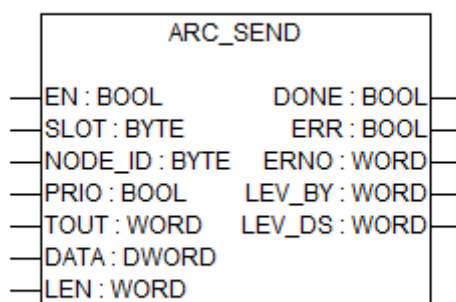 ARC_SEND
EN : BOOL DONE : BOOL
SLOT : BYTE ERR : BOOL
NODE_ID : BYTE ERNO : WORD
PRIO : BOOL LEV_BY : WORD
TOUT : WORD LEV_DS : WORD
DATA : DWORD
LEN : WORD